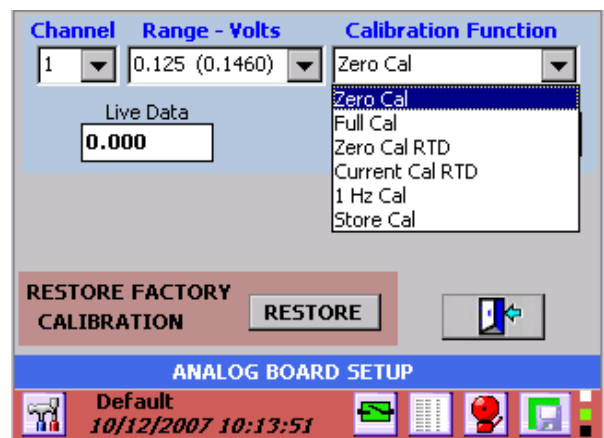 Channel Range - Volts Calibration Function
1 0.125 (0.1460) Zero Cal
Live Data
0.000
Zero Cal
Full Cal
Zero Cal RTD
Current Cal RTD
1 Hz Cal
Store Cal
RESTORE FACTORY
CALIBRATION
RESTORE
ANALOG BOARD SETUP
Default
10/12/2007 10:13:51